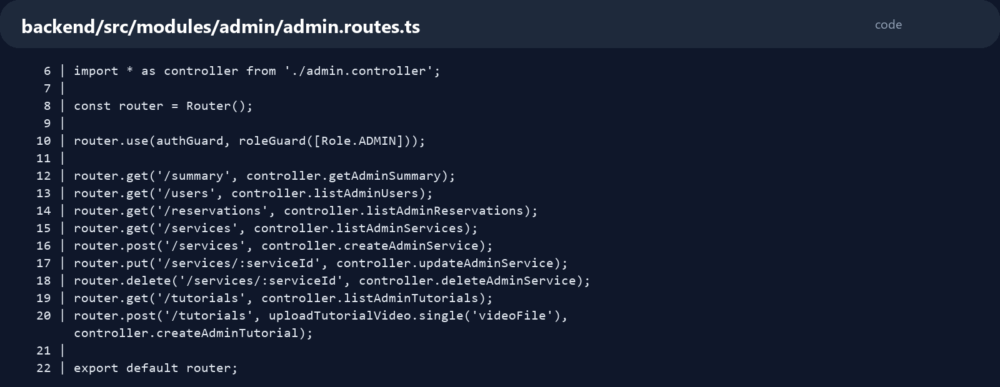 backend/src/modules/admin/admin.routes.ts
code
6 | import * as controller from './admin.controller';
7 |
8 | const router = Router();
9 |
10 | router.use(authGuard, roleGuard([Role.ADMIN]));
11 |
12 | router.get('/summary', controller.getAdminSummary);
13 | router.get('/users', controller.listAdminUsers);
14 | router.get('/reservations', controller.listAdminReservations);
15 | router.get('/services', controller.listAdminServices);
16 | router.post('/services', controller.createAdminService);
17 | router.put('/services/:serviceId', controller.updateAdminService);
18 | router.delete('/services/:serviceId', controller.deleteAdminService);
19 | router.get('/tutorials', controller.listAdminTutorials);
20 | router.post('/tutorials', uploadTutorialVideo.single('videoFile'),
controller.createAdminTutorial);
21 |
22 | export default router;